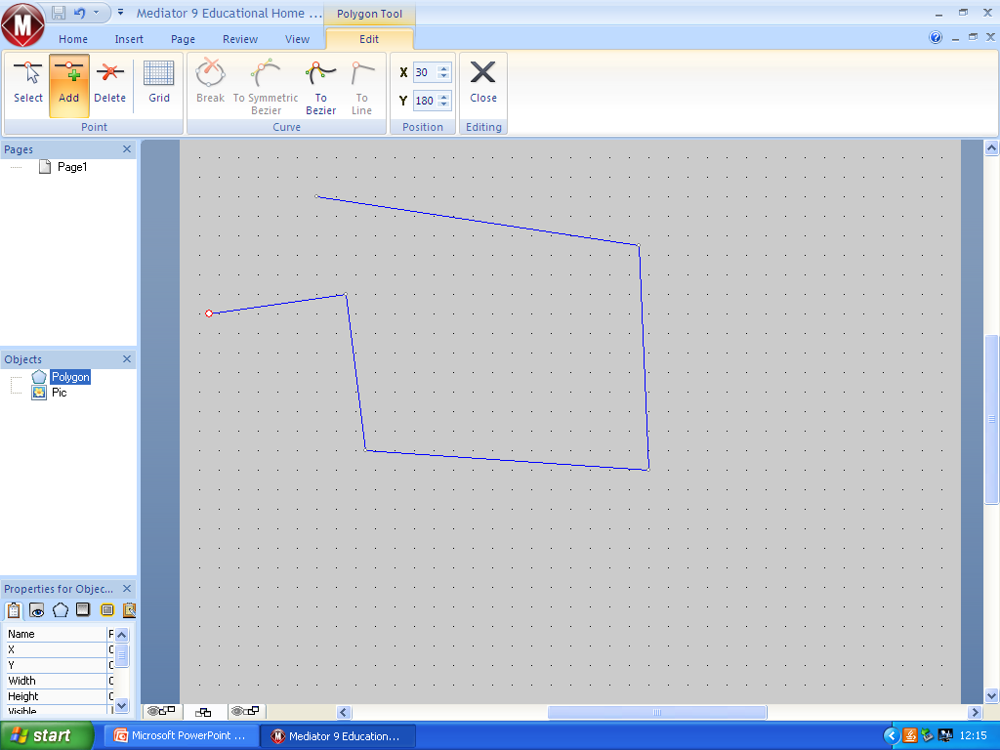 Mediator 9 Educational Home ...
Polygon Tool
Home Insert Page Review View Edit
Select Add Delete Grid
Point
Break To Symmetric Bezier To Bezier To Line
Curve
X 30
Y 180
Position
Close
Editing
Pages
Page1
Objects
Polygon
Pic
Properties for Objec...
Name
X
Y
Width
Height
Visible
start
Microsoft PowerPoint ...
Mediator 9 Education...
12:15